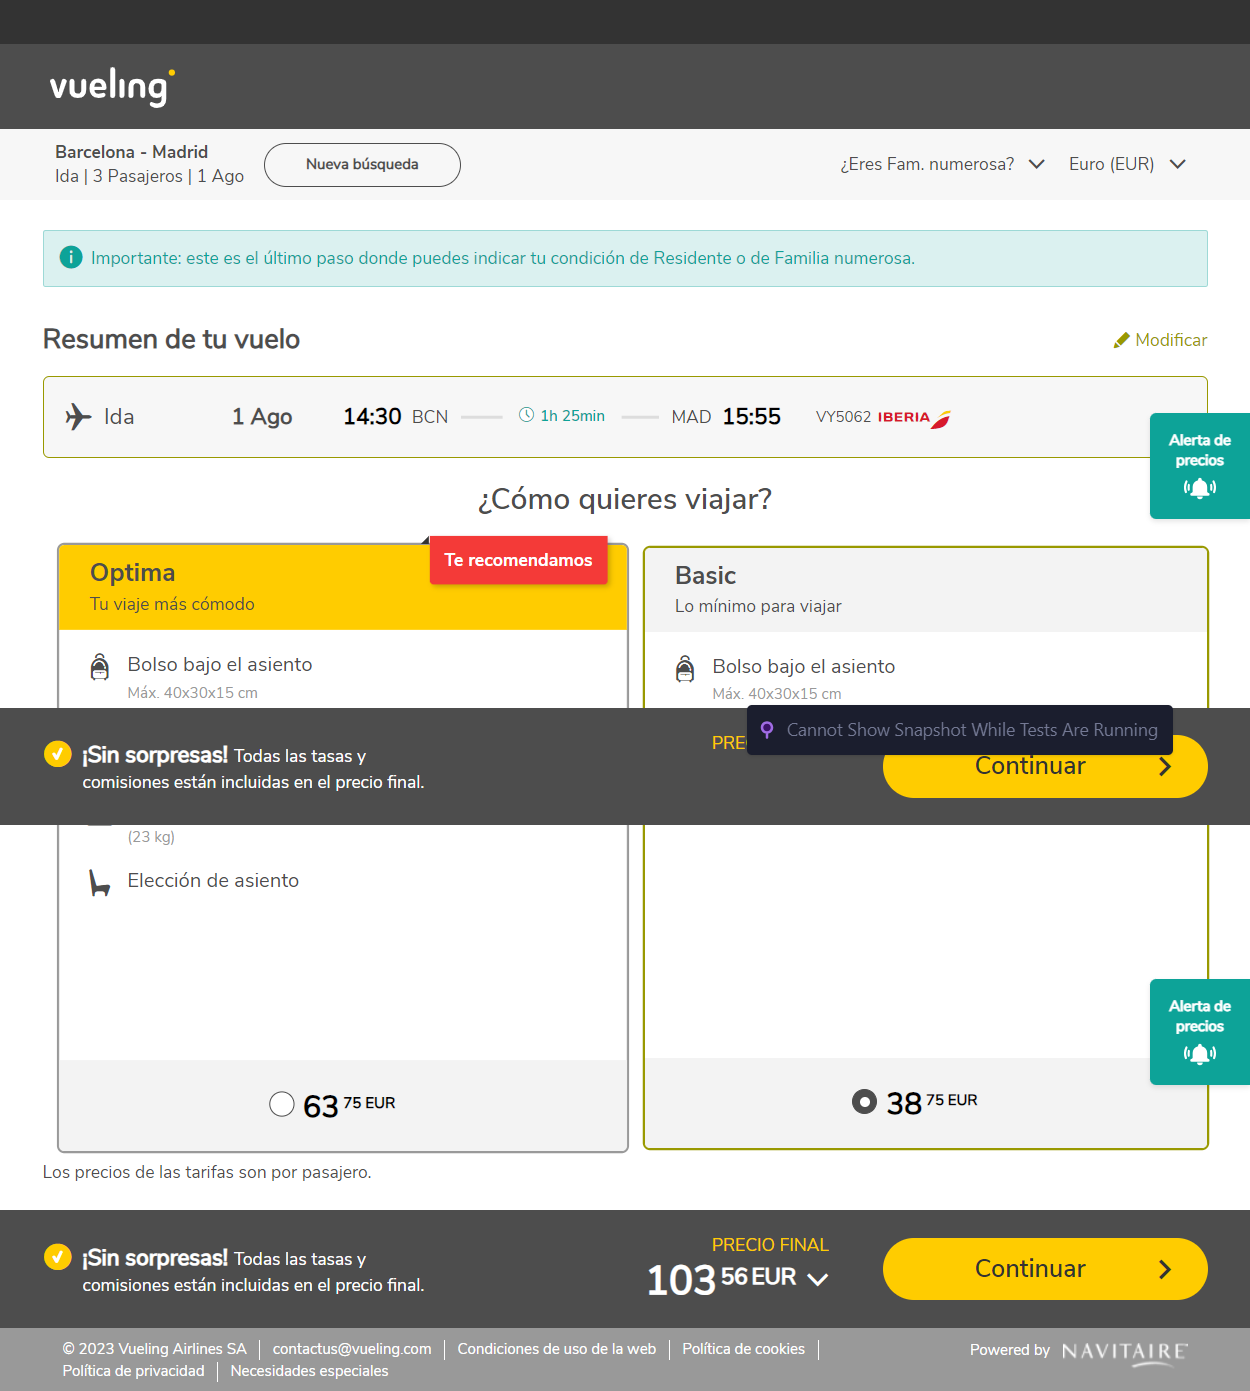 vueling
Barcelona - Madrid
Ida | 3 Pasajeros | 1 Ago
Nueva búsqueda
¿Eres Fam. numerosa?
Euro (EUR)
Importante: este es el último paso donde puedes indicar tu condición de Residente o de Familia numerosa.
Resumen de tu vuelo
Modificar
Ida 1 Ago 14:30 BCN 1h 25min MAD 15:55 VY5062 IBERIA
Alerta de
precios
¿Cómo quieres viajar?
Optima
Te recomendamos
Tu viaje más cómodo
Bolso bajo el asiento
Máx. 40x30x15 cm
Basic
Lo mínimo para viajar
Bolso bajo el asiento
Máx. 40x30x15 cm
Cannot Show Snapshot While Tests Are Running
¡Sin sorpresas! Todas las tasas y
comisiones están incluidas en el precio final.
PRE
Continuar
(23 kg)
Elección de asiento
Alerta de
precios
63 75 EUR
38 75 EUR
Los precios de las tarifas son por pasajero.
¡Sin sorpresas! Todas las tasas y
comisiones están incluidas en el precio final.
PRECIO FINAL
103 56 EUR
Continuar
© 2023 Vueling Airlines SA | contactus@vueling.com | Condiciones de uso de la web | Política de cookies |
Política de privacidad | Necesidades especiales
Powered by NAVITAIRE